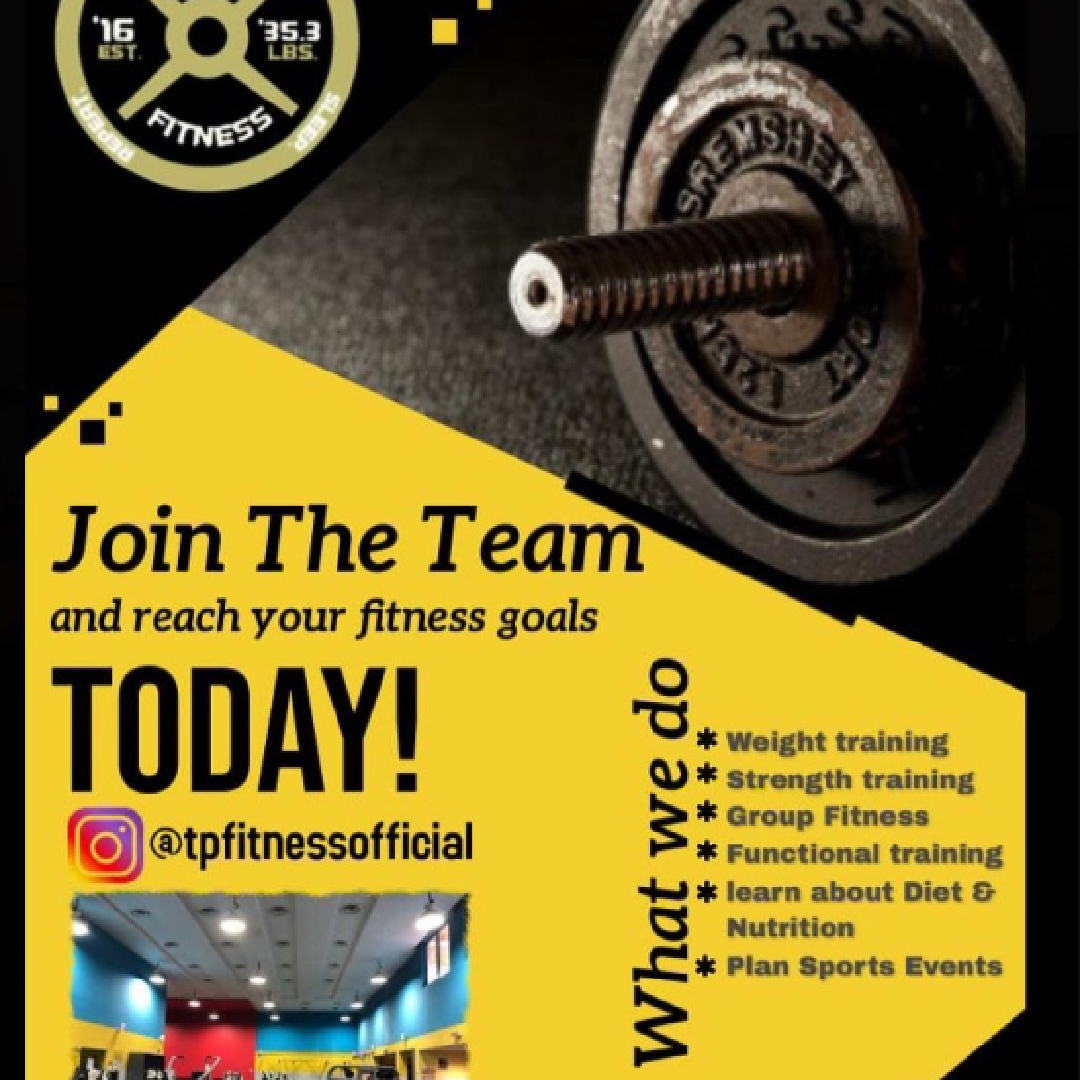 '16
EST.
'35.3
LBS.
FITNESS
REPEAT.
SLEEP.
BREMSHEY
Join The Team
and reach your fitness goals
TODAY!
@tpfitnessofficial
What we do
* Weight training
* Strength training
* Group Fitness
* Functional training
* learn about Diet &
Nutrition
* Plan Sports Events